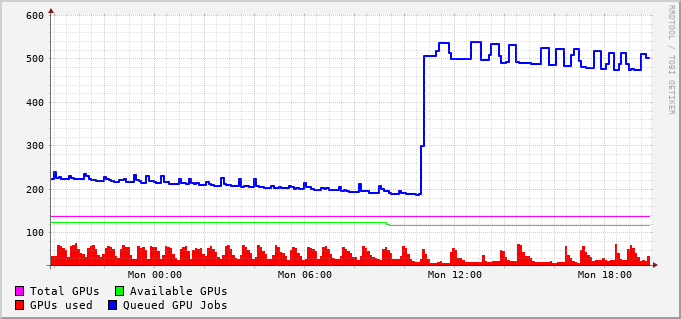 600
500
400
300
200
100
Mon 00:00 Mon 06:00 Mon 12:00 Mon 18:00
Total GPUs Available GPUs
GPUs used Queued GPU Jobs
RRDTOOL / TOBI OETIKER